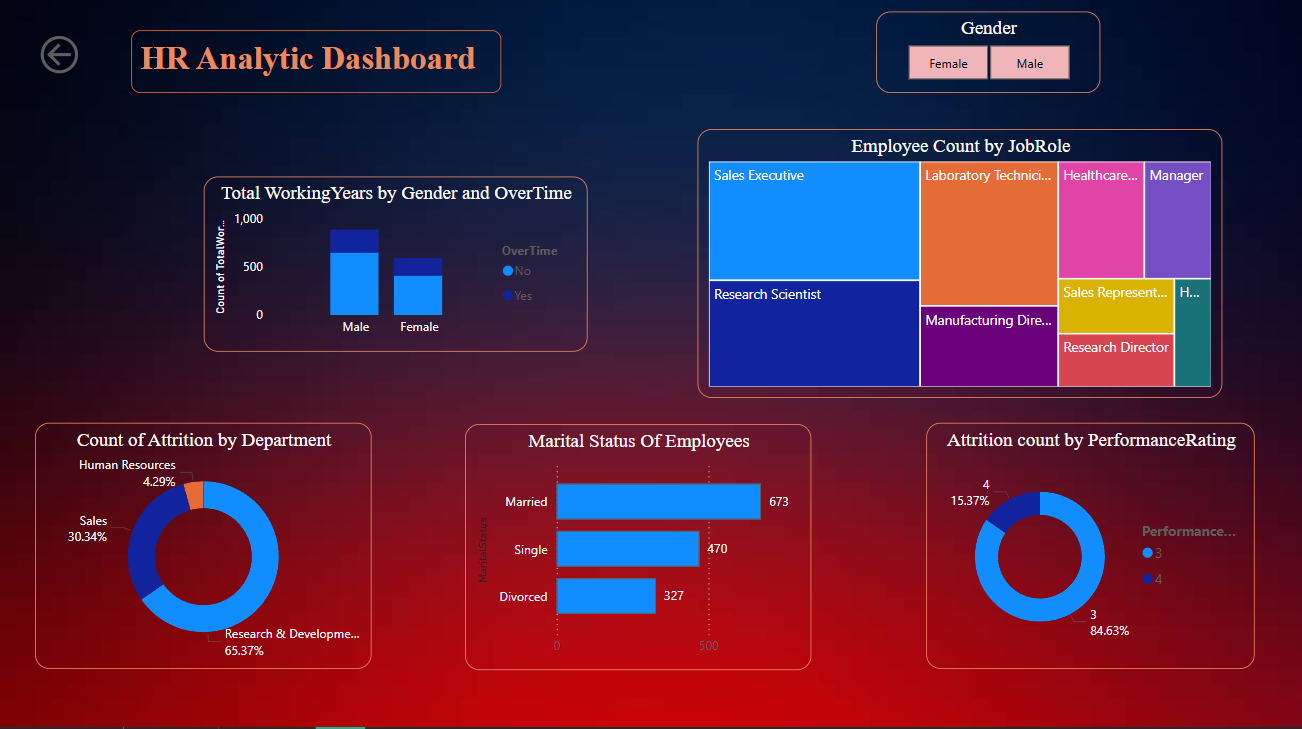 HR Analytic Dashboard
Gender
Female
Male
Total WorkingYears by Gender and OverTime
Count of TotalWor...
1,000
500
0
Male
Female
OverTime
No
Yes
Employee Count by JobRole
Sales Executive
Laboratory Technici...
Healthcare...
Manager
Research Scientist
Manufacturing Dire...
Sales Represent...
H...
Research Director
Count of Attrition by Department
Human Resources
4.29%
Sales
30.34%
Research & Developme...
65.37%
Marital Status Of Employees
MaritalStatus
Married
673
Single
470
Divorced
327
0
500
Attrition count by PerformanceRating
4
15.37%
3
84.63%
Performance...
3
4